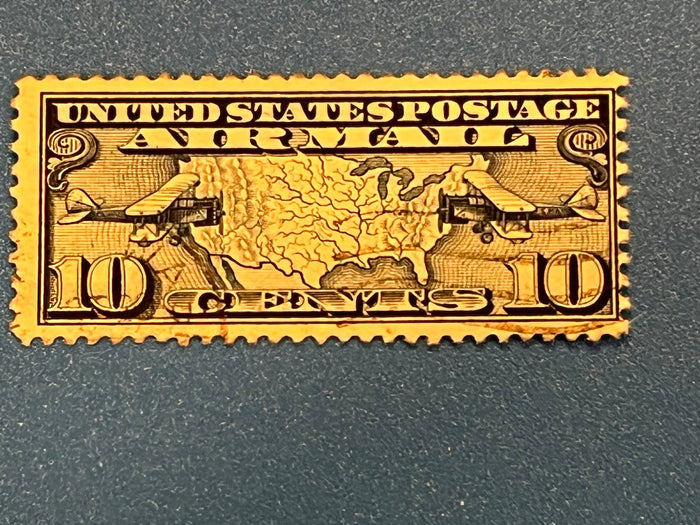 UNITED STATES POSTAGE
AIR MAIL
10 CENTS 10